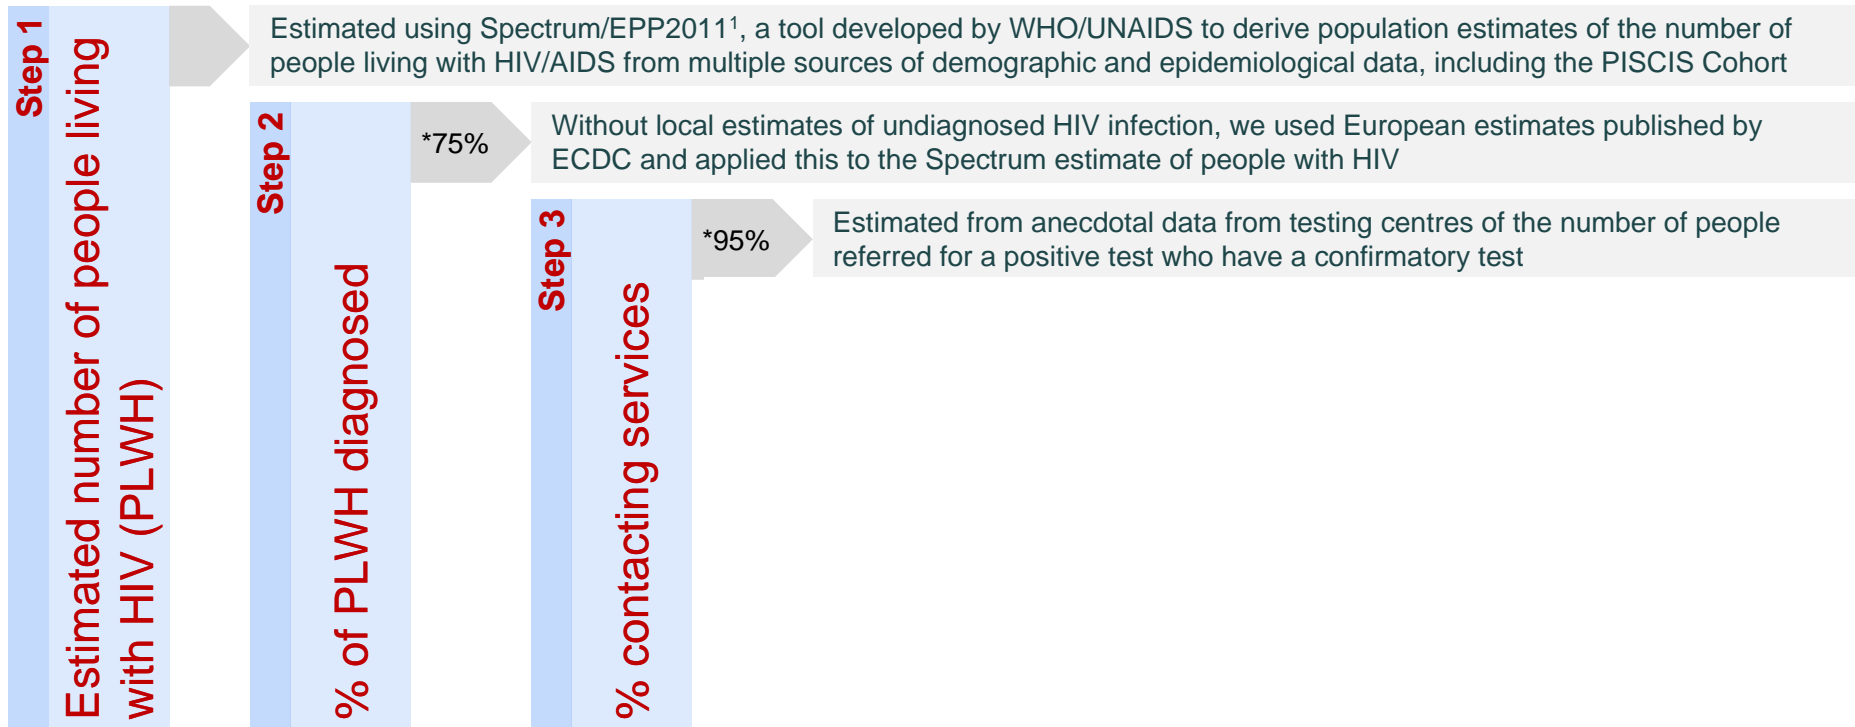 Step 1
Estimated number of people living
with HIV (PLWH)
Estimated using Spectrum/EPP2011¹, a tool developed by WHO/UNAIDS to derive population estimates of the number of
people living with HIV/AIDS from multiple sources of demographic and epidemiological data, including the PISCIS Cohort
Step 2
% of PLWH diagnosed
*75%
Without local estimates of undiagnosed HIV infection, we used European estimates published by
ECDC and applied this to the Spectrum estimate of people with HIV
Step 3
% contacting services
*95%
Estimated from anecdotal data from testing centres of the number of people
referred for a positive test who have a confirmatory test